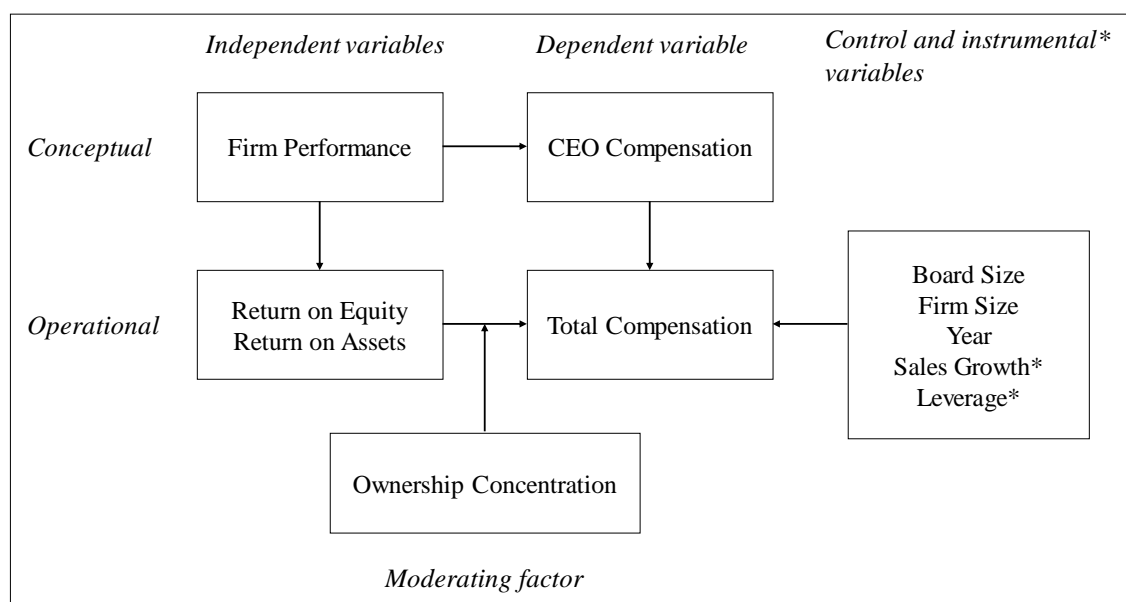 Independent variables
Dependent variable
Control and instrumental*
variables
Conceptual
Firm Performance
CEO Compensation
Operational
Return on Equity
Return on Assets
Total Compensation
Board Size
Firm Size
Year
Sales Growth*
Leverage*
Ownership Concentration
Moderating factor